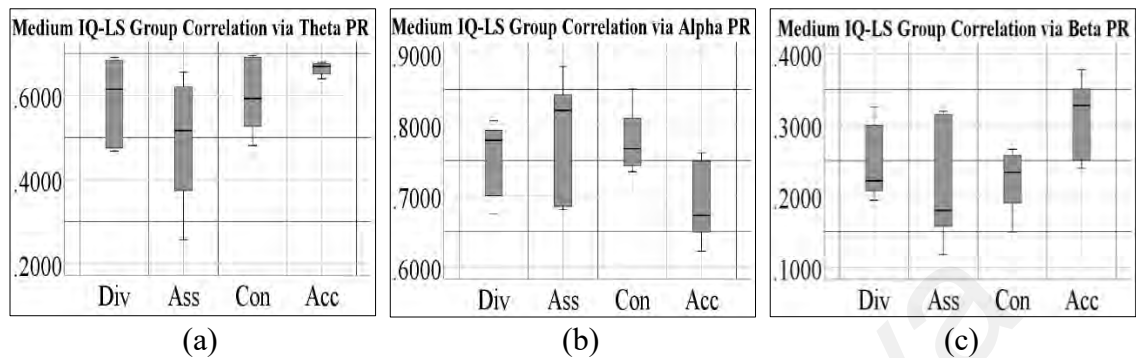 Medium IQ-LS Group Correlation via Theta PR
.6000
.4000
.2000
Div Ass Con Acc
(a)
Medium IQ-LS Group Correlation via Alpha PR
.9000
.8000
.7000
.6000
Div Ass Con Acc
(b)
Medium IQ-LS Group Correlation via Beta PR
.4000
.3000
.2000
.1000
Div Ass Con Acc
(c)